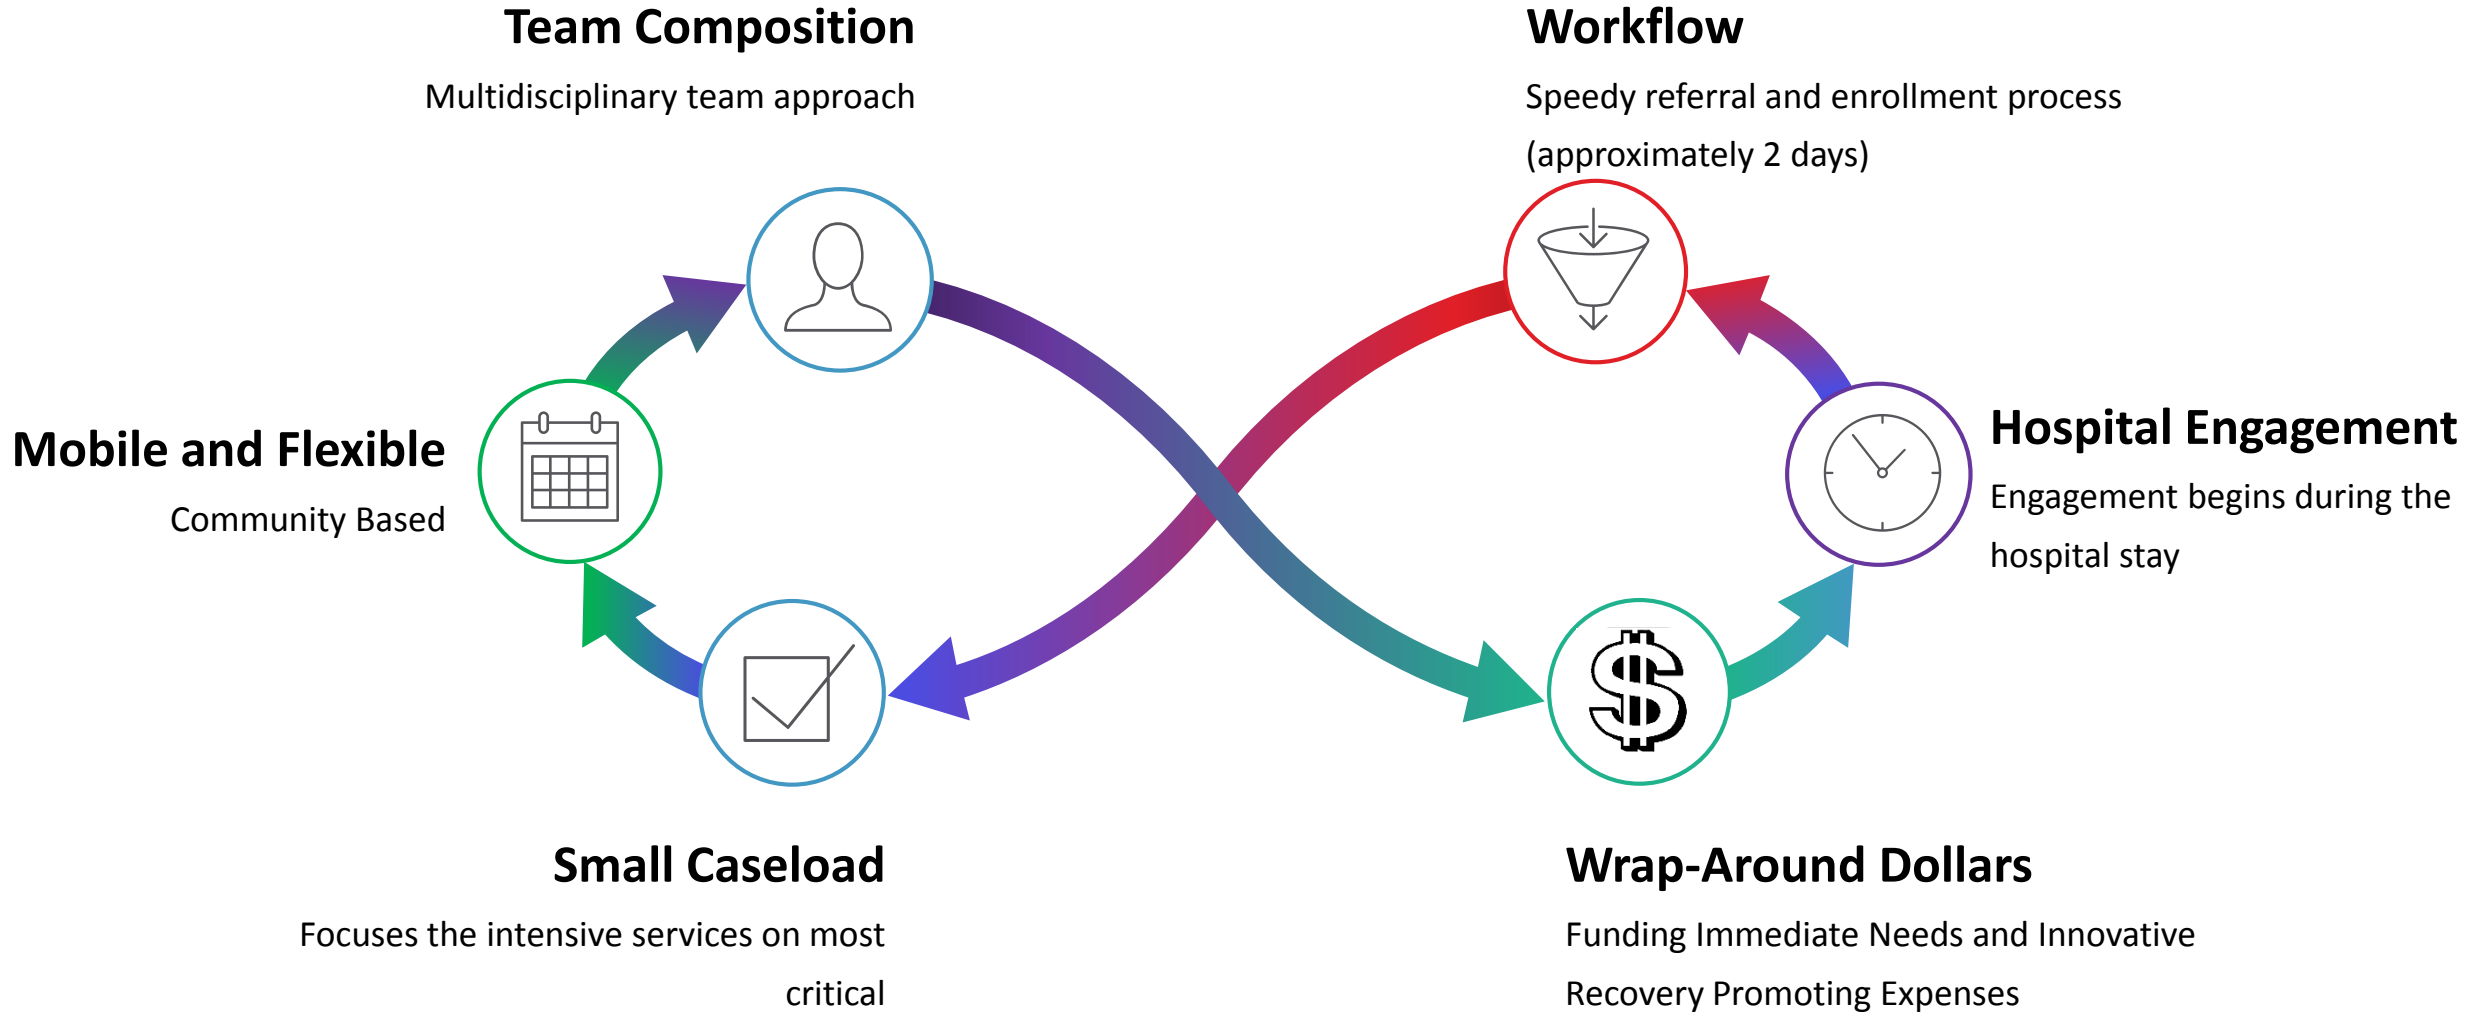 Team Composition
Multidisciplinary team approach
Workflow
Speedy referral and enrollment process
(approximately 2 days)
Mobile and Flexible
Community Based
Hospital Engagement
Engagement begins during the
hospital stay
Small Caseload
Focuses the intensive services on most
critical
Wrap-Around Dollars
Funding Immediate Needs and Innovative
Recovery Promoting Expenses